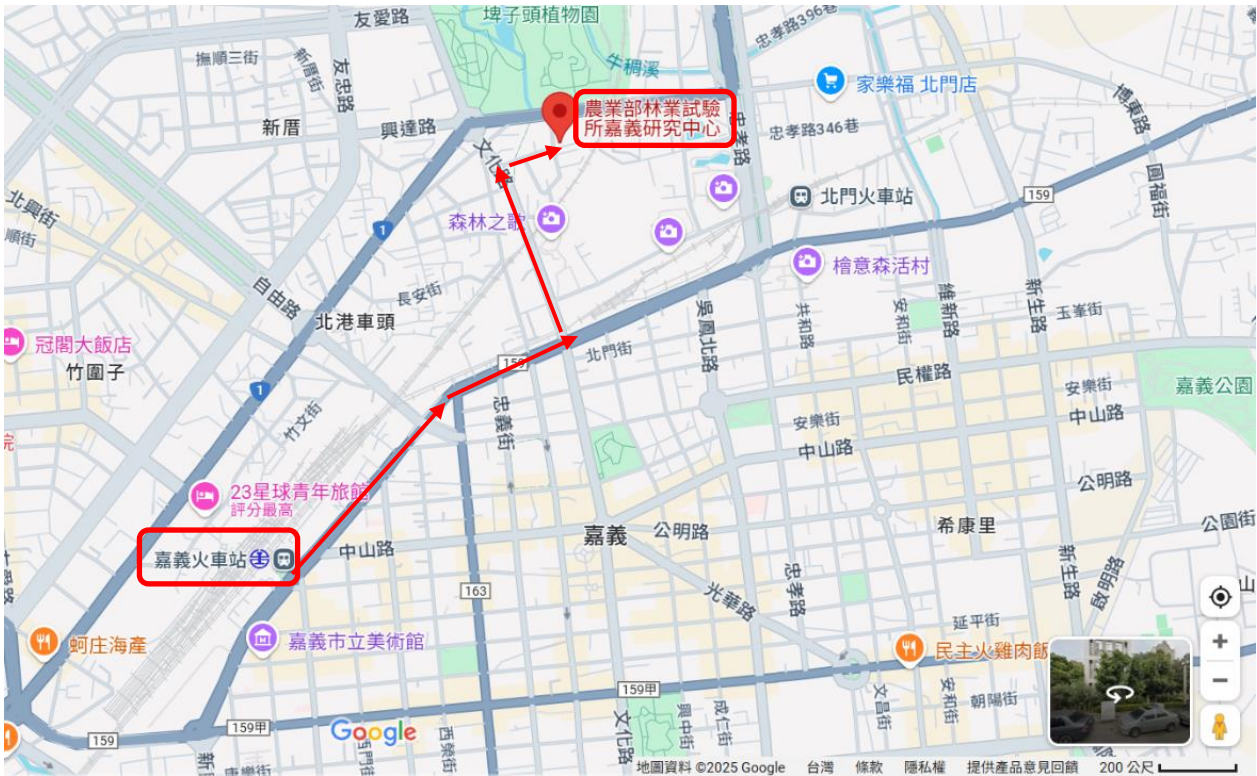 友愛路
埤子頭植物園
忠孝路396巷
撫順三街
新厝街
友忠路
牛稠溪
家樂福 北門店
農業部林業試驗
所嘉義研究中心
博東路
新厝
興達路
忠孝路
忠孝路346巷
文化路
圓福街
北興街
順街
1
森林之歌
北門火車站
159
檜意森活村
自由路
長安街
北港車頭
吳鳳北路
共和路
安和街
維新路
新生路
玉峯街
冠閣大飯店
竹圍子
159
北門街
民權路
安樂街
嘉義公園
1
竹文街
忠義街
安樂街
中山路
中山路
院
23星球青年旅館
評分最高
公明路
嘉義火車站
中山路
嘉義
公明路
希康里
公園街
163
光華路
忠孝路
新生路
啟明路
山
延平街
蚵庄海產
嘉義市立美術館
民主火雞肉飯
159甲
文化路
興中街
成仁街
文昌街
安和街
朝陽街
159
159甲
Google
西門街
西榮街
地圖資料 ©2025 Google 台灣 條款 隱私權 提供產品意見回饋 200 公尺